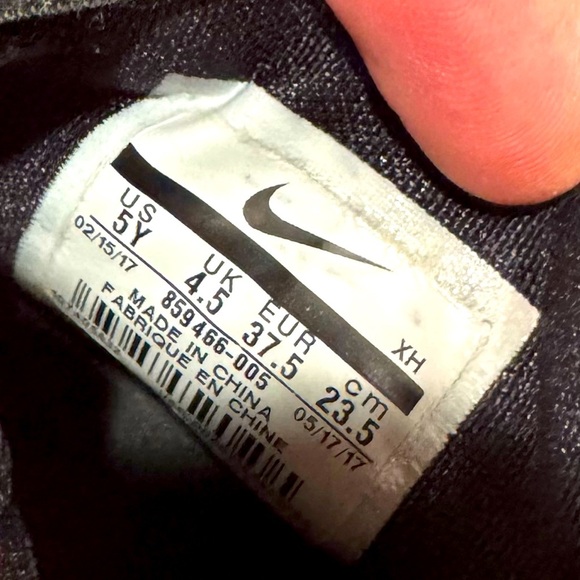 XH
US UK EUR cm
5Y 4.5 37.5 23.5
02/15/17 859466-005 05/17/17
MADE IN CHINA
FABRIQUE EN CHINE